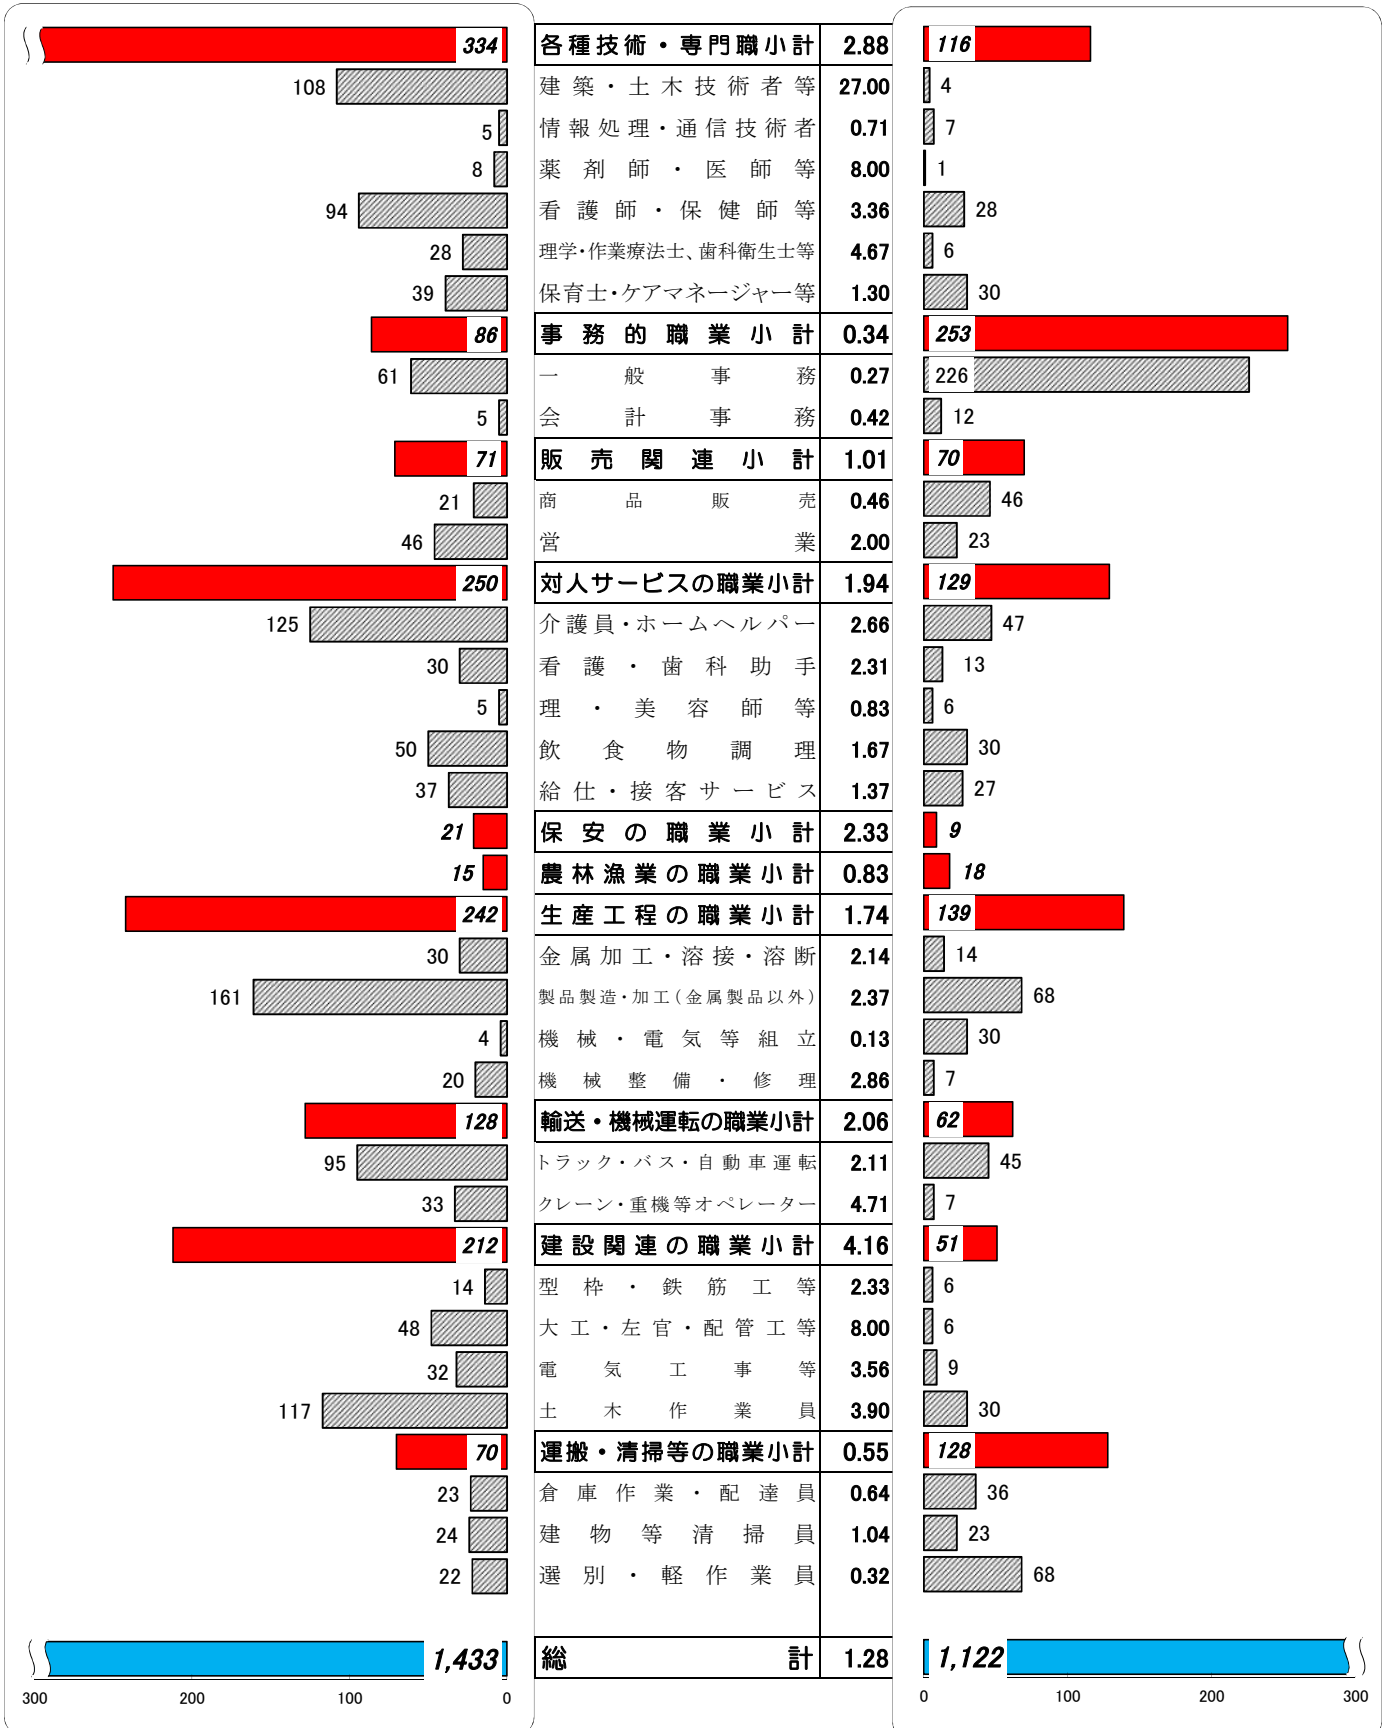 334 各種技術・専門職小計 2.88 116
108 建築・土木技術者等 27.00 4
5 情報処理・通信技術者 0.71 7
8 薬剤師・医師等 8.00 1
94 看護師・保健師等 3.36 28
28 理学・作業療法士、歯科衛生士等 4.67 6
39 保育士・ケアマネージャー等 1.30 30
86 事務的職業小計 0.34 253
61 一般事務 0.27 226
5 会計事務 0.42 12
71 販売関連小計 1.01 70
21 商品販売 0.46 46
46 営業 2.00 23
250 対人サービスの職業小計 1.94 129
125 介護員・ホームヘルパー 2.66 47
30 看護・歯科助手 2.31 13
5 理・美容師等 0.83 6
50 飲食物調理 1.67 30
37 給仕・接客サービス 1.37 27
21 保安の職業小計 2.33 9
15 農林漁業の職業小計 0.83 18
242 生産工程の職業小計 1.74 139
30 金属加工・溶接・溶断 2.14 14
161 製品製造・加工(金属製品以外) 2.37 68
4 機械・電気等組立 0.13 30
20 機械整備・修理 2.86 7
128 輸送・機械運転の職業小計 2.06 62
95 トラック・バス・自動車運転 2.11 45
33 クレーン・重機等オペレーター 4.71 7
212 建設関連の職業小計 4.16 51
14 型枠・鉄筋工等 2.33 6
48 大工・左官・配管工等 8.00 6
32 電気工事等 3.56 9
117 土木作業員 3.90 30
70 運搬・清掃等の職業小計 0.55 128
23 倉庫作業・配達員 0.64 36
24 建物等清掃員 1.04 23
22 選別・軽作業員 0.32 68
1,433 総計 1.28 1,122
300 200 100 0 0 100 200 300